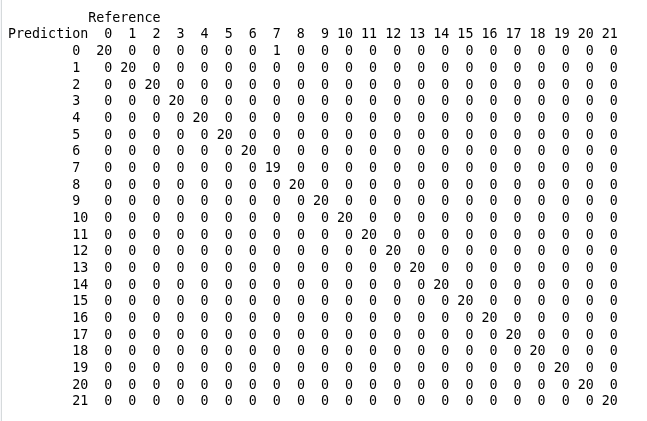 Reference
Prediction 0 1 2 3 4 5 6 7 8 9 10 11 12 13 14 15 16 17 18 19 20 21
0 20 0 0 0 0 0 0 1 0 0 0 0 0 0 0 0 0 0 0 0 0 0
1 0 20 0 0 0 0 0 0 0 0 0 0 0 0 0 0 0 0 0 0 0 0
2 0 0 20 0 0 0 0 0 0 0 0 0 0 0 0 0 0 0 0 0 0 0
3 0 0 0 20 0 0 0 0 0 0 0 0 0 0 0 0 0 0 0 0 0 0
4 0 0 0 0 20 0 0 0 0 0 0 0 0 0 0 0 0 0 0 0 0 0
5 0 0 0 0 0 20 0 0 0 0 0 0 0 0 0 0 0 0 0 0 0 0
6 0 0 0 0 0 0 20 0 0 0 0 0 0 0 0 0 0 0 0 0 0 0
7 0 0 0 0 0 0 0 19 0 0 0 0 0 0 0 0 0 0 0 0 0 0
8 0 0 0 0 0 0 0 0 20 0 0 0 0 0 0 0 0 0 0 0 0 0
9 0 0 0 0 0 0 0 0 0 20 0 0 0 0 0 0 0 0 0 0 0 0
10 0 0 0 0 0 0 0 0 0 0 20 0 0 0 0 0 0 0 0 0 0 0
11 0 0 0 0 0 0 0 0 0 0 0 20 0 0 0 0 0 0 0 0 0 0
12 0 0 0 0 0 0 0 0 0 0 0 0 20 0 0 0 0 0 0 0 0 0
13 0 0 0 0 0 0 0 0 0 0 0 0 0 20 0 0 0 0 0 0 0 0
14 0 0 0 0 0 0 0 0 0 0 0 0 0 0 20 0 0 0 0 0 0 0
15 0 0 0 0 0 0 0 0 0 0 0 0 0 0 0 20 0 0 0 0 0 0
16 0 0 0 0 0 0 0 0 0 0 0 0 0 0 0 0 20 0 0 0 0 0
17 0 0 0 0 0 0 0 0 0 0 0 0 0 0 0 0 0 20 0 0 0 0
18 0 0 0 0 0 0 0 0 0 0 0 0 0 0 0 0 0 0 20 0 0 0
19 0 0 0 0 0 0 0 0 0 0 0 0 0 0 0 0 0 0 0 20 0 0
20 0 0 0 0 0 0 0 0 0 0 0 0 0 0 0 0 0 0 0 0 20 0
21 0 0 0 0 0 0 0 0 0 0 0 0 0 0 0 0 0 0 0 0 0 20